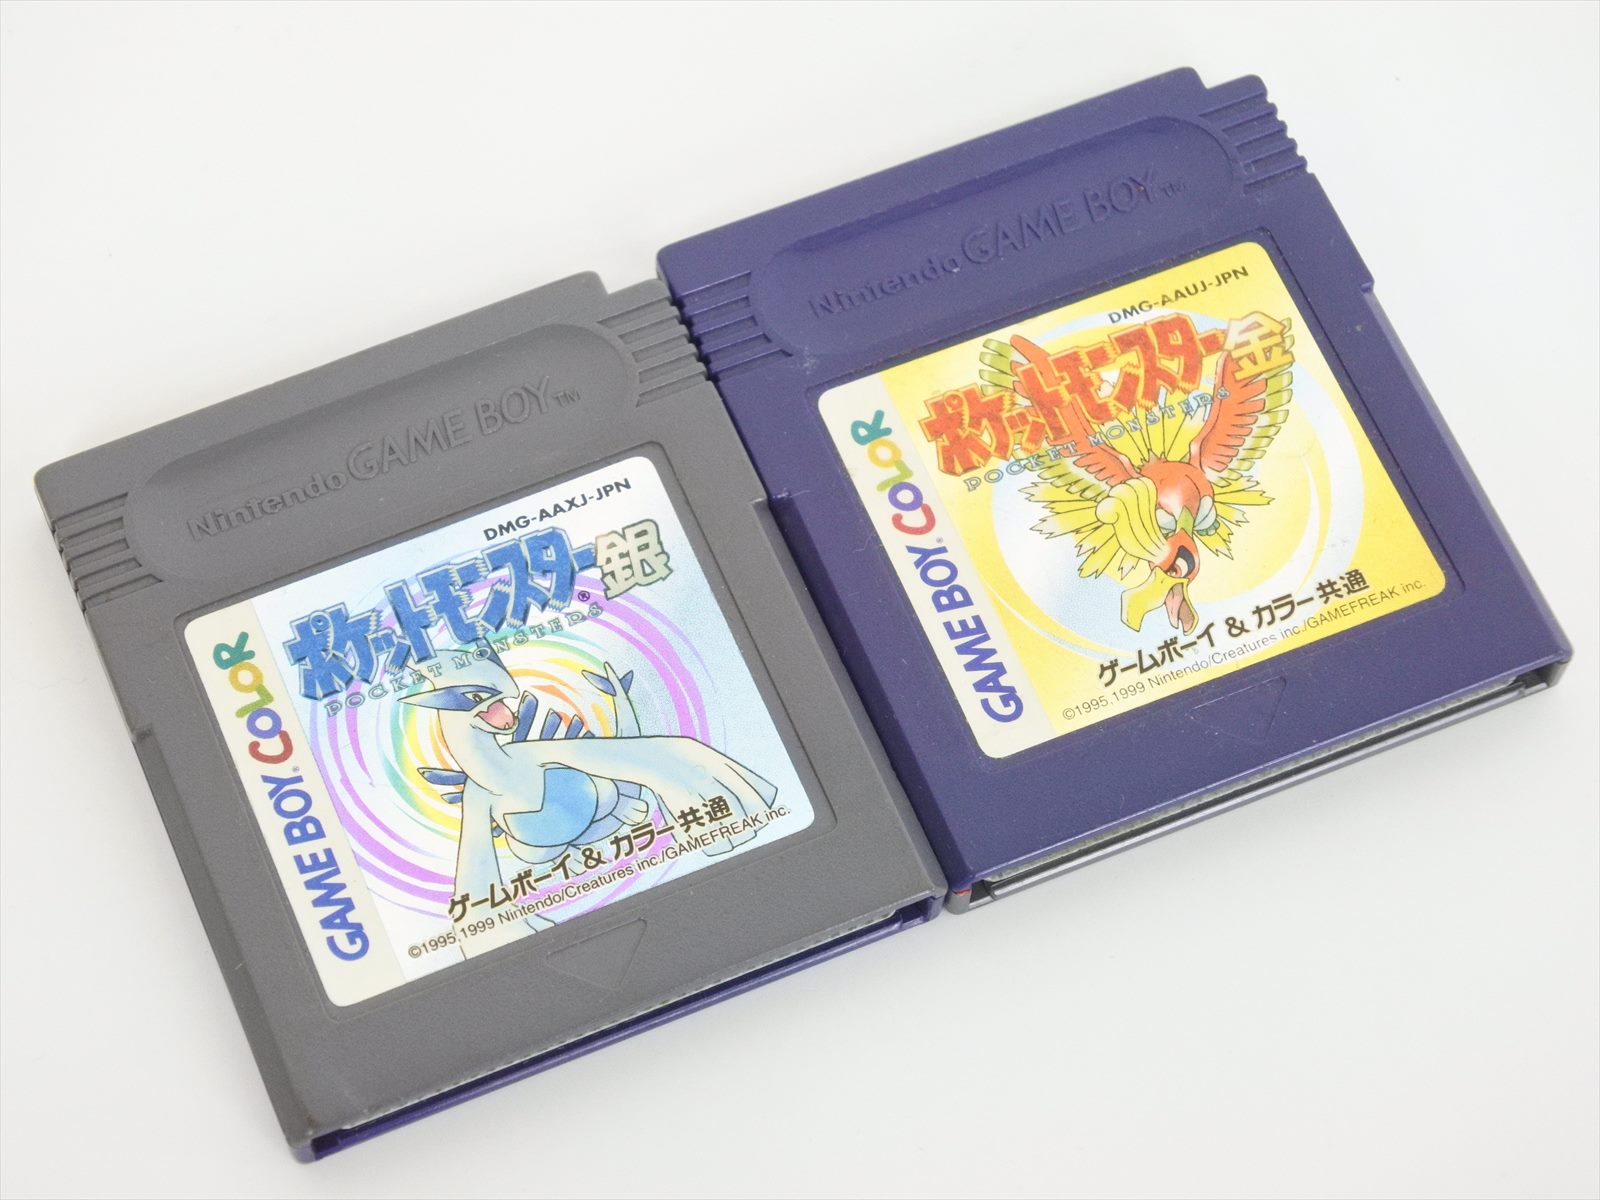 Nintendo GAME BOY™
DMG-AAXJ-JPN
ポケットモンスター銀
POCKET MONSTERS®
GAME BOY® COLOR
ゲームボーイ & カラー共通
©1995,1999 Nintendo/Creatures inc./GAMEFREAK inc.
Nintendo GAME BOY™
DMG-AAUJ-JPN
ポケットモンスター金
POCKET MONSTERS
GAME BOY® COLOR
ゲームボーイ & カラー共通
©1995,1999 Nintendo/Creatures inc./GAMEFREAK inc.